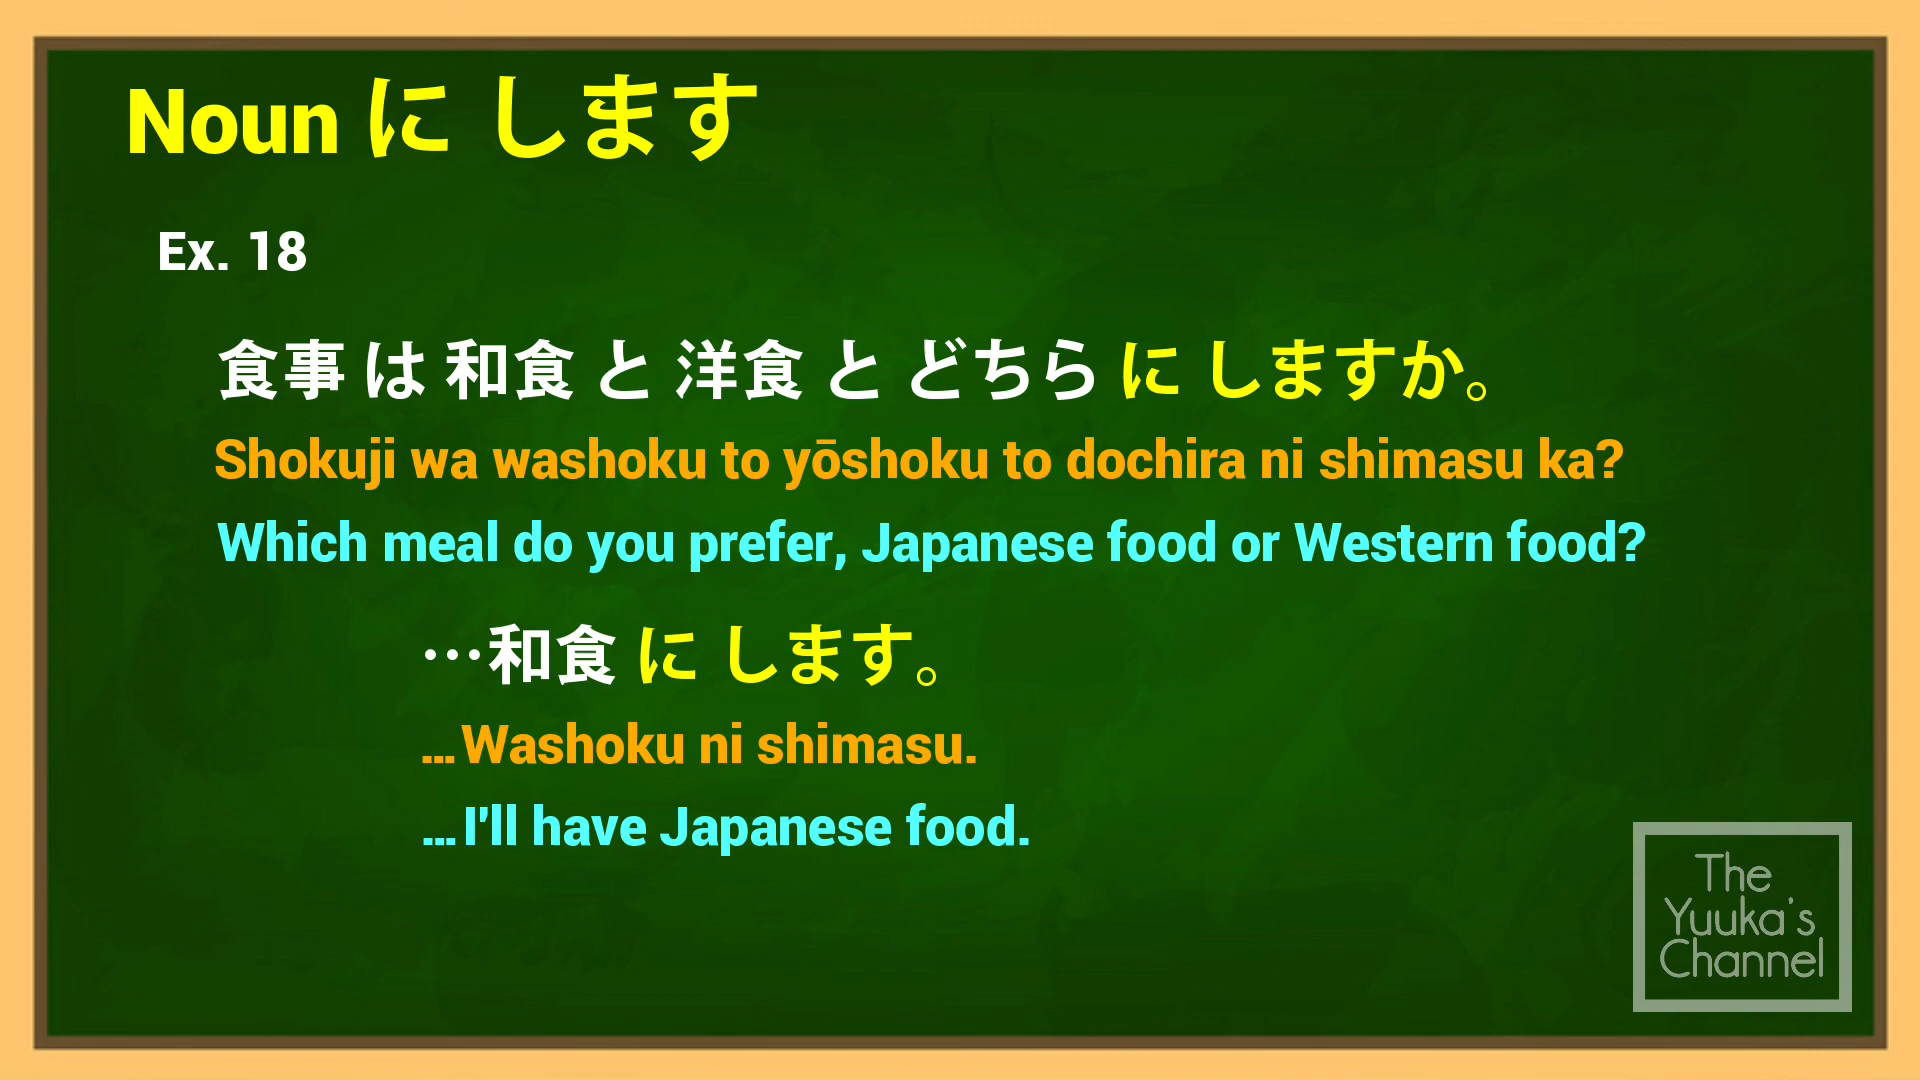 Noun に します
Ex. 18
食事 は 和食 と 洋食 と どちら に しますか。
Shokuji wa washoku to yōshoku to dochira ni shimasu ka?
Which meal do you prefer, Japanese food or Western food?
…和食 に します。
...Washoku ni shimasu.
...I'll have Japanese food.
The
Yuuka's
Channel